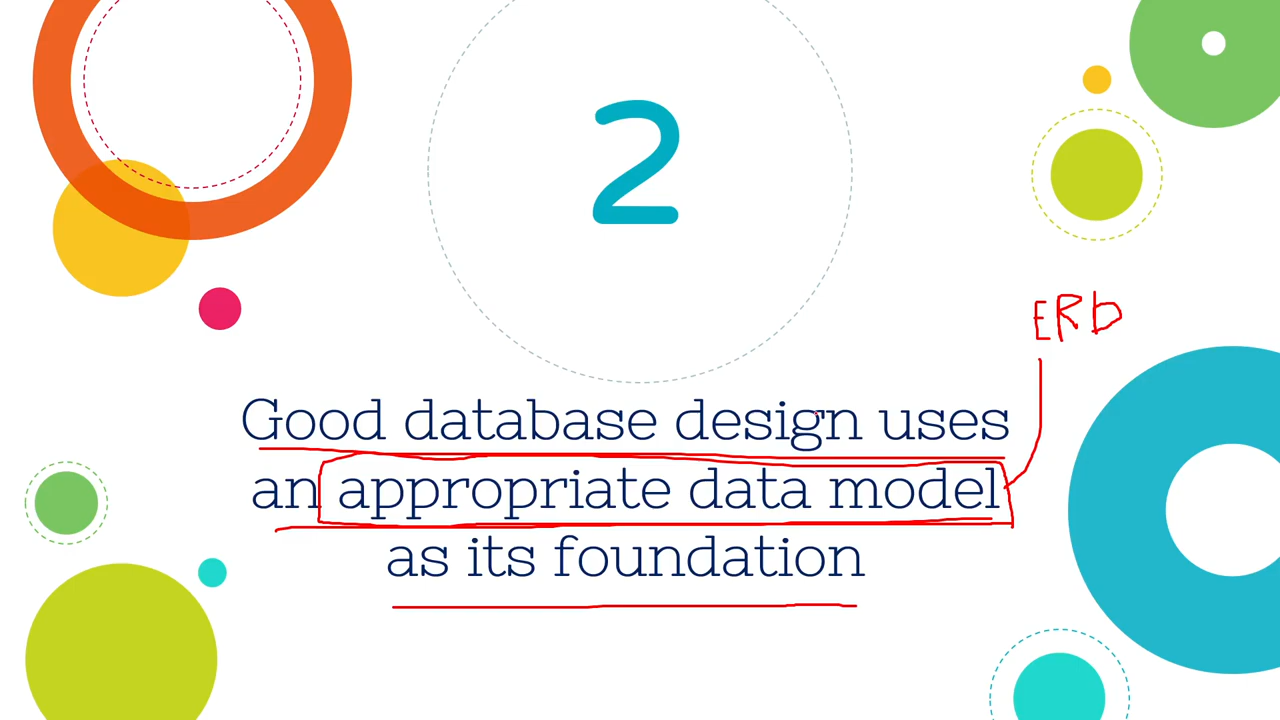 2
ERD
Good database design uses
an appropriate data model
as its foundation